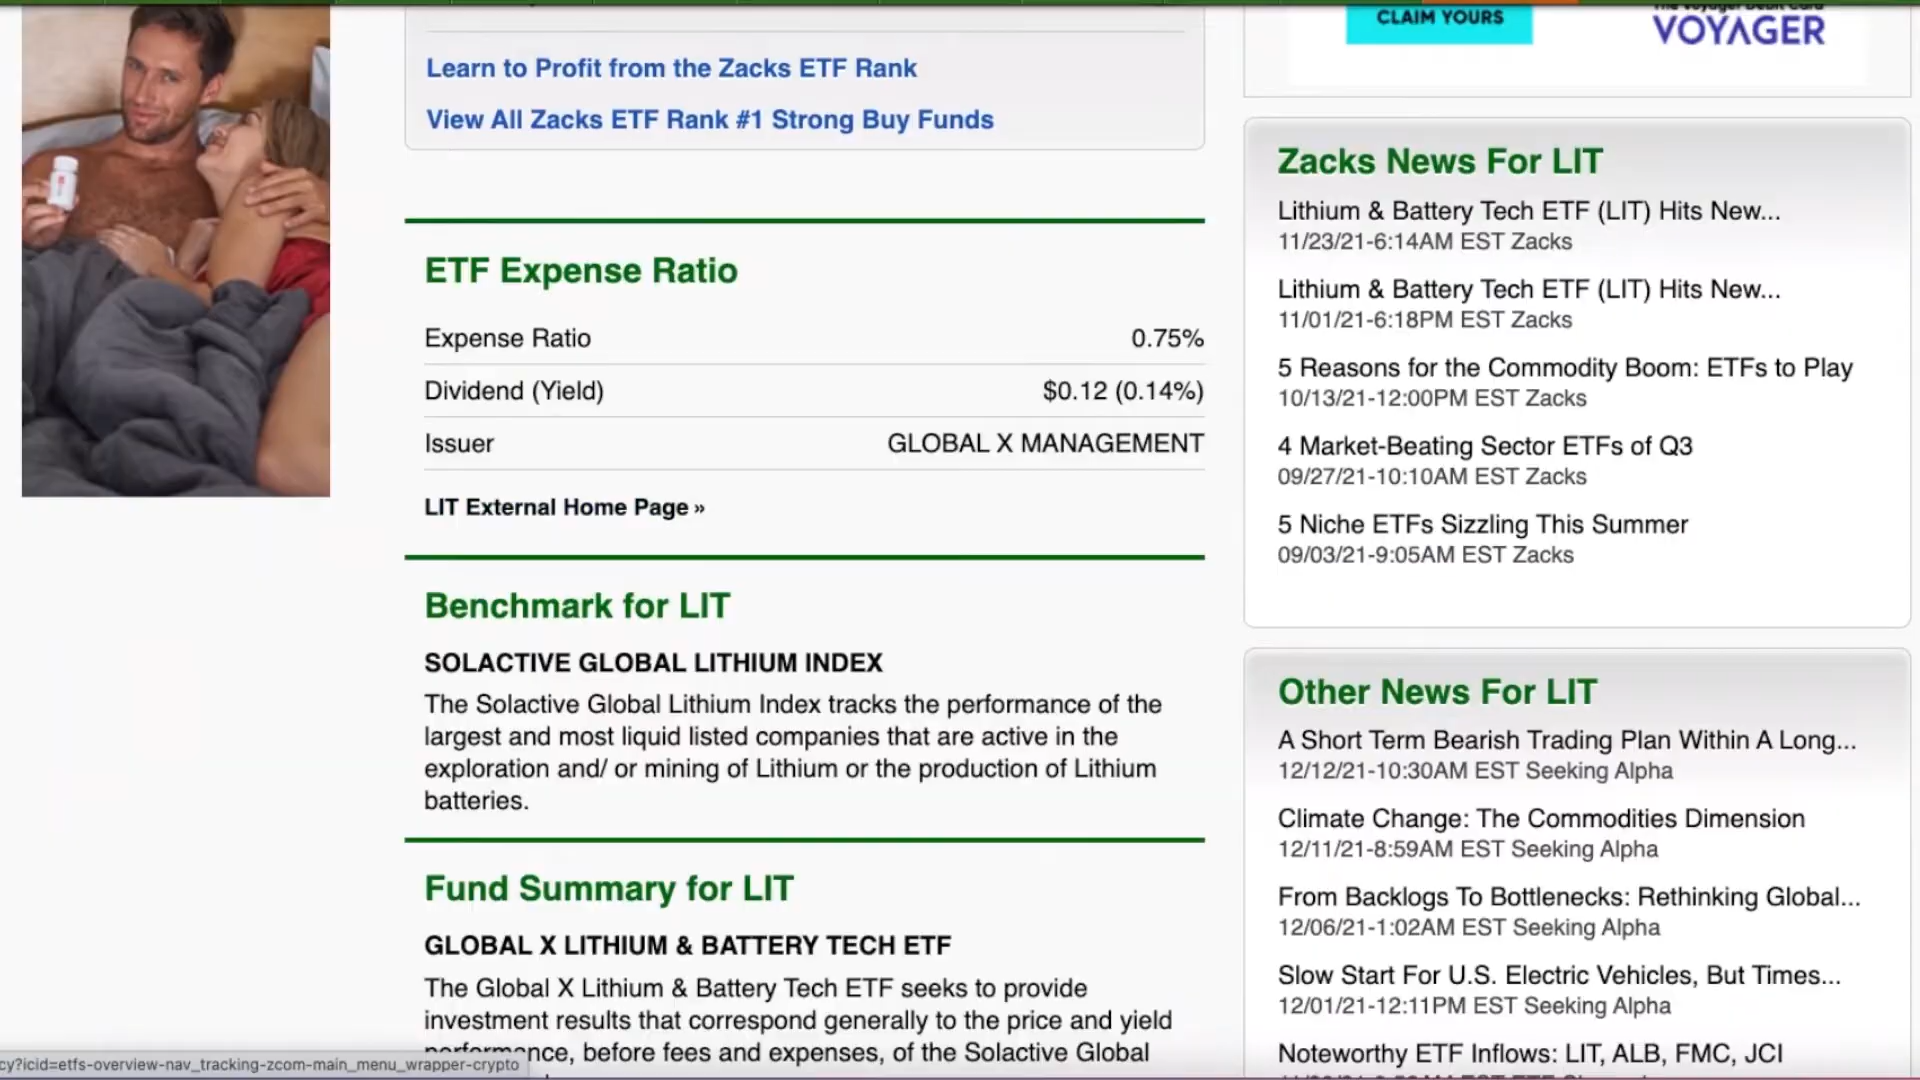 CLAIM YOURS
The Voyager Debit Card
VOYAGER
Learn to Profit from the Zacks ETF Rank
View All Zacks ETF Rank #1 Strong Buy Funds
ETF Expense Ratio
Expense Ratio 0.75%
Dividend (Yield) $0.12 (0.14%)
Issuer GLOBAL X MANAGEMENT
LIT External Home Page »
Benchmark for LIT
SOLACTIVE GLOBAL LITHIUM INDEX
The Solactive Global Lithium Index tracks the performance of the
largest and most liquid listed companies that are active in the
exploration and/ or mining of Lithium or the production of Lithium
batteries.
Fund Summary for LIT
GLOBAL X LITHIUM & BATTERY TECH ETF
The Global X Lithium & Battery Tech ETF seeks to provide
investment results that correspond generally to the price and yield
performance, before fees and expenses, of the Solactive Global
cy?icid=etfs-overview-nav_tracking-zcom-main_menu_wrapper-crypto
Zacks News For LIT
Lithium & Battery Tech ETF (LIT) Hits New...
11/23/21-6:14AM EST Zacks
Lithium & Battery Tech ETF (LIT) Hits New...
11/01/21-6:18PM EST Zacks
5 Reasons for the Commodity Boom: ETFs to Play
10/13/21-12:00PM EST Zacks
4 Market-Beating Sector ETFs of Q3
09/27/21-10:10AM EST Zacks
5 Niche ETFs Sizzling This Summer
09/03/21-9:05AM EST Zacks
Other News For LIT
A Short Term Bearish Trading Plan Within A Long...
12/12/21-10:30AM EST Seeking Alpha
Climate Change: The Commodities Dimension
12/11/21-8:59AM EST Seeking Alpha
From Backlogs To Bottlenecks: Rethinking Global...
12/06/21-1:02AM EST Seeking Alpha
Slow Start For U.S. Electric Vehicles, But Times...
12/01/21-12:11PM EST Seeking Alpha
Noteworthy ETF Inflows: LIT, ALB, FMC, JCI